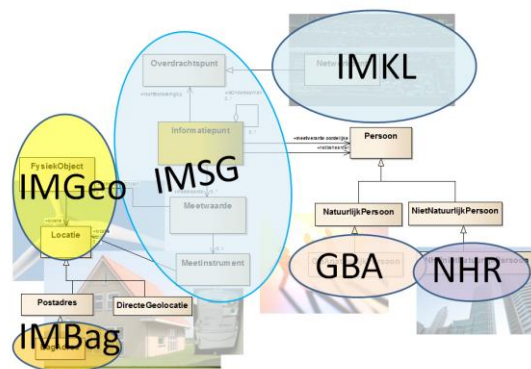 Overdrachtspunt
IMKL
Informatiepunt
Persoon
FysiekObject
IMGeo
IMSG
Meetwaarde
NatuurlijkPersoon
NietNatuurlijkPersoon
Locatie
MeetInstrument
GBA
NHR
Postadres
DirecteGeolocatie
IMBag